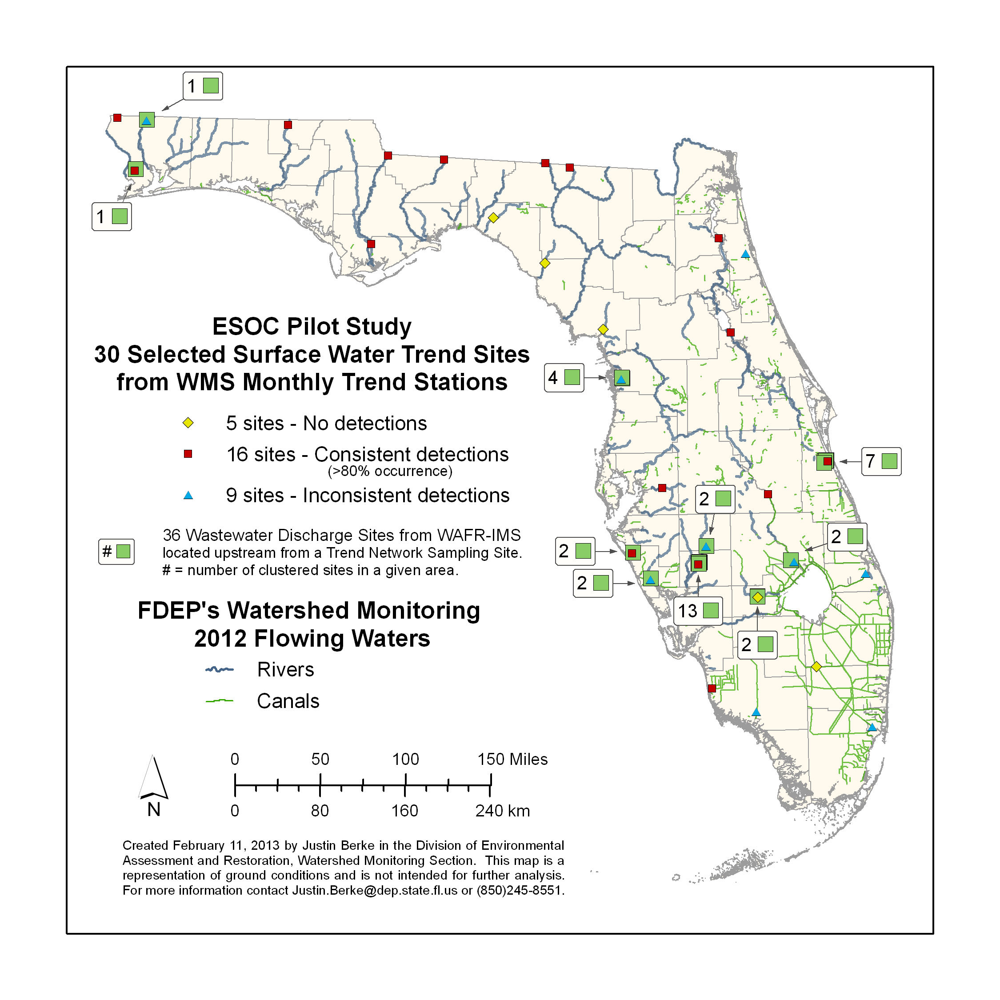 1
1
ESOC Pilot Study
30 Selected Surface Water Trend Sites
from WMS Monthly Trend Stations
5 sites - No detections
16 sites - Consistent detections
(>80% occurrence)
9 sites - Inconsistent detections
# 36 Wastewater Discharge Sites from WAFR-IMS
located upstream from a Trend Network Sampling Site.
# = number of clustered sites in a given area.
FDEP's Watershed Monitoring
2012 Flowing Waters
Rivers
Canals
4
7
2
2
2
2
13
2
0 50 100 150 Miles
0 80 160 240 km
N
Created February 11, 2013 by Justin Berke in the Division of Environmental
Assessment and Restoration, Watershed Monitoring Section. This map is a
representation of ground conditions and is not intended for further analysis.
For more information contact Justin.Berke@dep.state.fl.us or (850)245-8551.